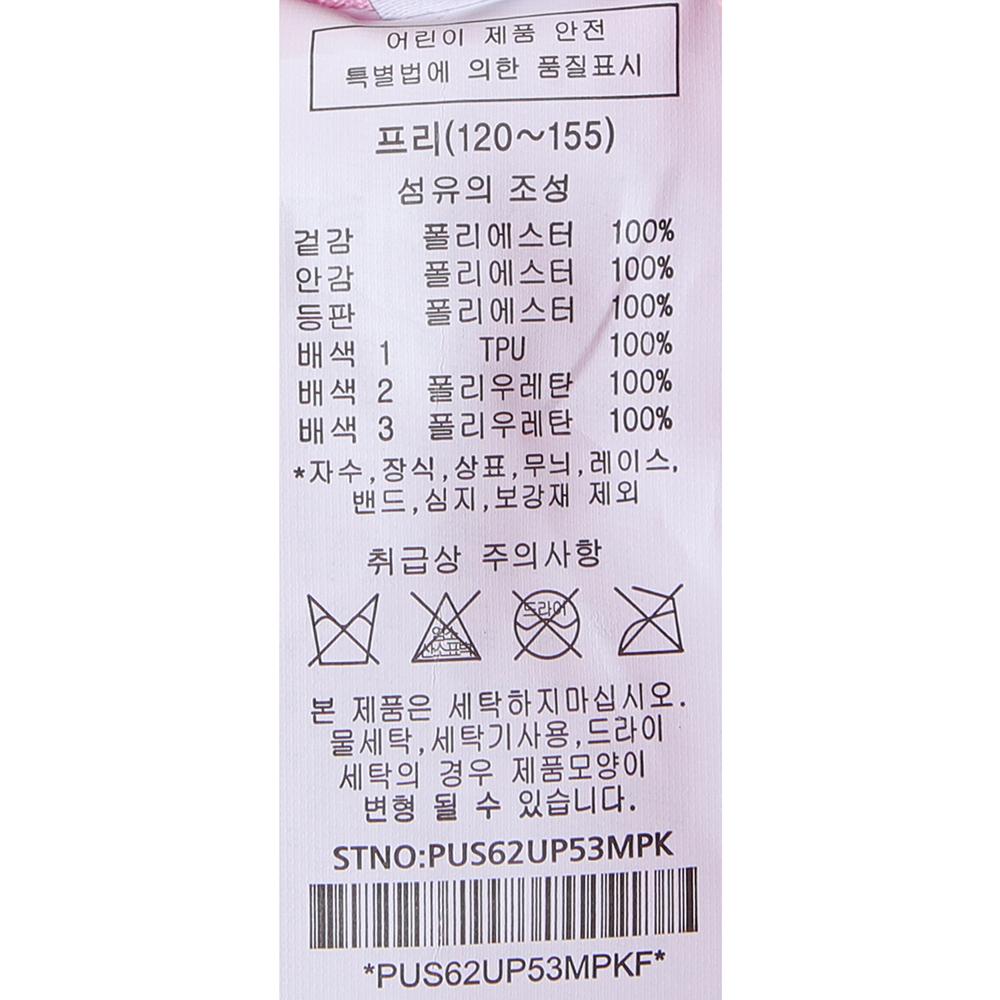 어린이 제품 안전
특별법에 의한 품질표시
프리(120~155)
섬유의 조성
겉감 폴리에스터 100%
안감 폴리에스터 100%
등판 폴리에스터 100%
배색 1 TPU 100%
배색 2 폴리우레탄 100%
배색 3 폴리우레탄 100%
*자수,장식,상표,무늬,레이스,
밴드,심지,보강재 제외
취급상 주의사항
드라이
염소
산소표백
본 제품은 세탁하지마십시오.
물세탁,세탁기사용,드라이
세탁의 경우 제품모양이
변형 될 수 있습니다.
STNO:PUS62UP53MPK
*PUS62UP53MPKF*